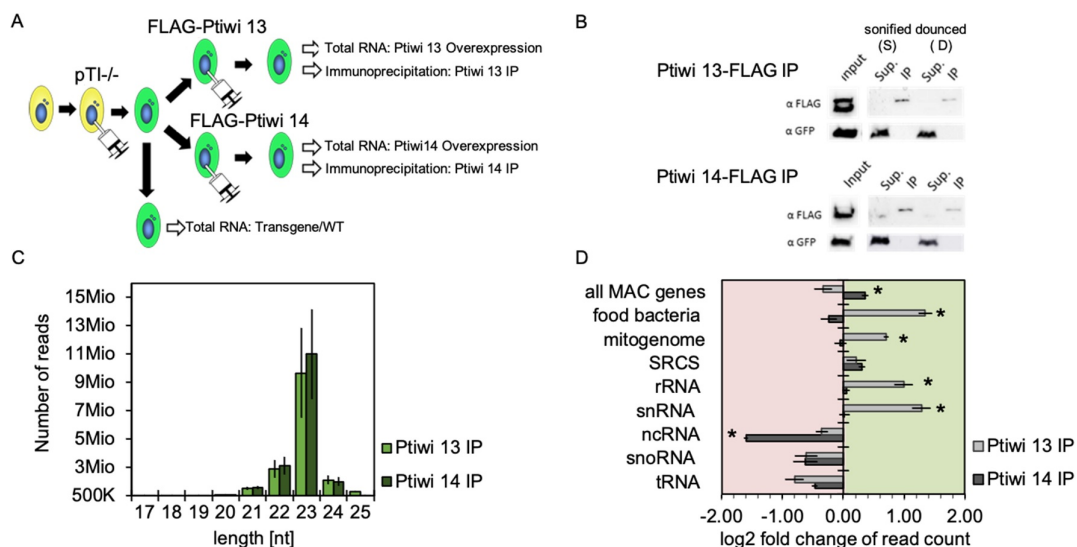 A
FLAG-Ptiwi 13
pTI-/-
Total RNA: Ptiwi 13 Overexpression
Immunoprecipitation: Ptiwi 13 IP
FLAG-Ptiwi 14
Total RNA: Ptiwi14 Overexpression
Immunoprecipitation: Ptiwi 14 IP
Total RNA: Transgene/WT
B
sonified dounced
(S) ( D)
Ptiwi 13-FLAG IP
Input Sup. IP Sup. IP
α FLAG
α GFP
Ptiwi 14-FLAG IP
Input Sup. IP Sup. IP
α FLAG
α GFP
C
Number of reads
15Mio
13Mio
11Mio
9Mio
7Mio
5Mio
3Mio
500K
17 18 19 20 21 22 23 24 25
length [nt]
Ptiwi 13 IP
Ptiwi 14 IP
D
all MAC genes *
food bacteria *
mitogenome *
SRCS
rRNA *
snRNA *
ncRNA *
snoRNA
tRNA
-2.00 -1.00 0.00 1.00 2.00
log2 fold change of read count
Ptiwi 13 IP
Ptiwi 14 IP